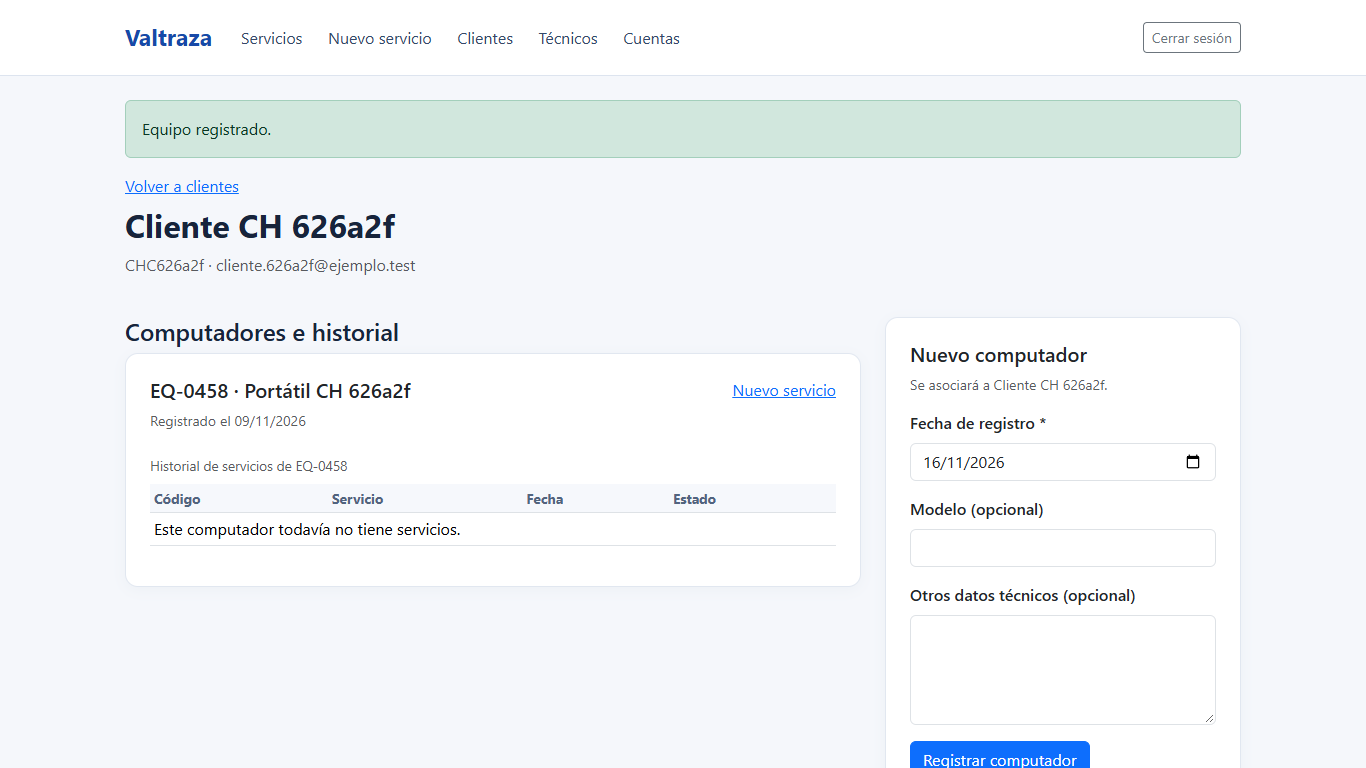 Valtraza
Servicios
Nuevo servicio
Clientes
Técnicos
Cuentas
Cerrar sesión
Equipo registrado.
Volver a clientes
Cliente CH 626a2f
CHC626a2f · cliente.626a2f@ejemplo.test
Computadores e historial
EQ-0458 · Portátil CH 626a2f
Nuevo servicio
Registrado el 09/11/2026
Historial de servicios de EQ-0458
Código Servicio Fecha Estado
Este computador todavía no tiene servicios.
Nuevo computador
Se asociará a Cliente CH 626a2f.
Fecha de registro *
16/11/2026
Modelo (opcional)
Otros datos técnicos (opcional)
Registrar computador